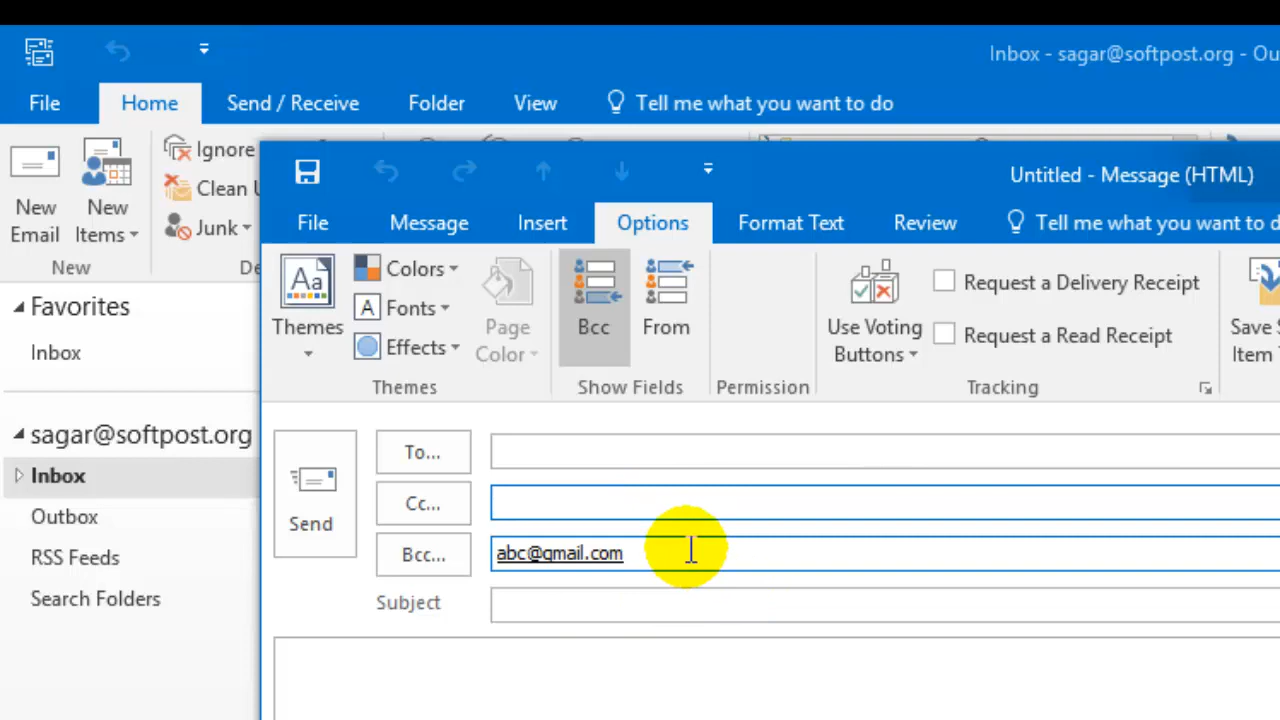 Inbox - sagar@softpost.org - Ou
File Home Send / Receive Folder View Tell me what you want to do
Ignore
Clean U
Junk
New Email
New Items
New
De
Favorites
Inbox
sagar@softpost.org
Inbox
Outbox
RSS Feeds
Search Folders
Untitled - Message (HTML)
File Message Insert Options Format Text Review Tell me what you want to d
Aa
Themes
Colors
A Fonts
Effects
Page Color
Bcc
From
Use Voting Buttons
Request a Delivery Receipt
Request a Read Receipt
Save S
Item
Themes Show Fields Permission Tracking
Send
To...
Cc...
Bcc... abc@gmail.com
Subject